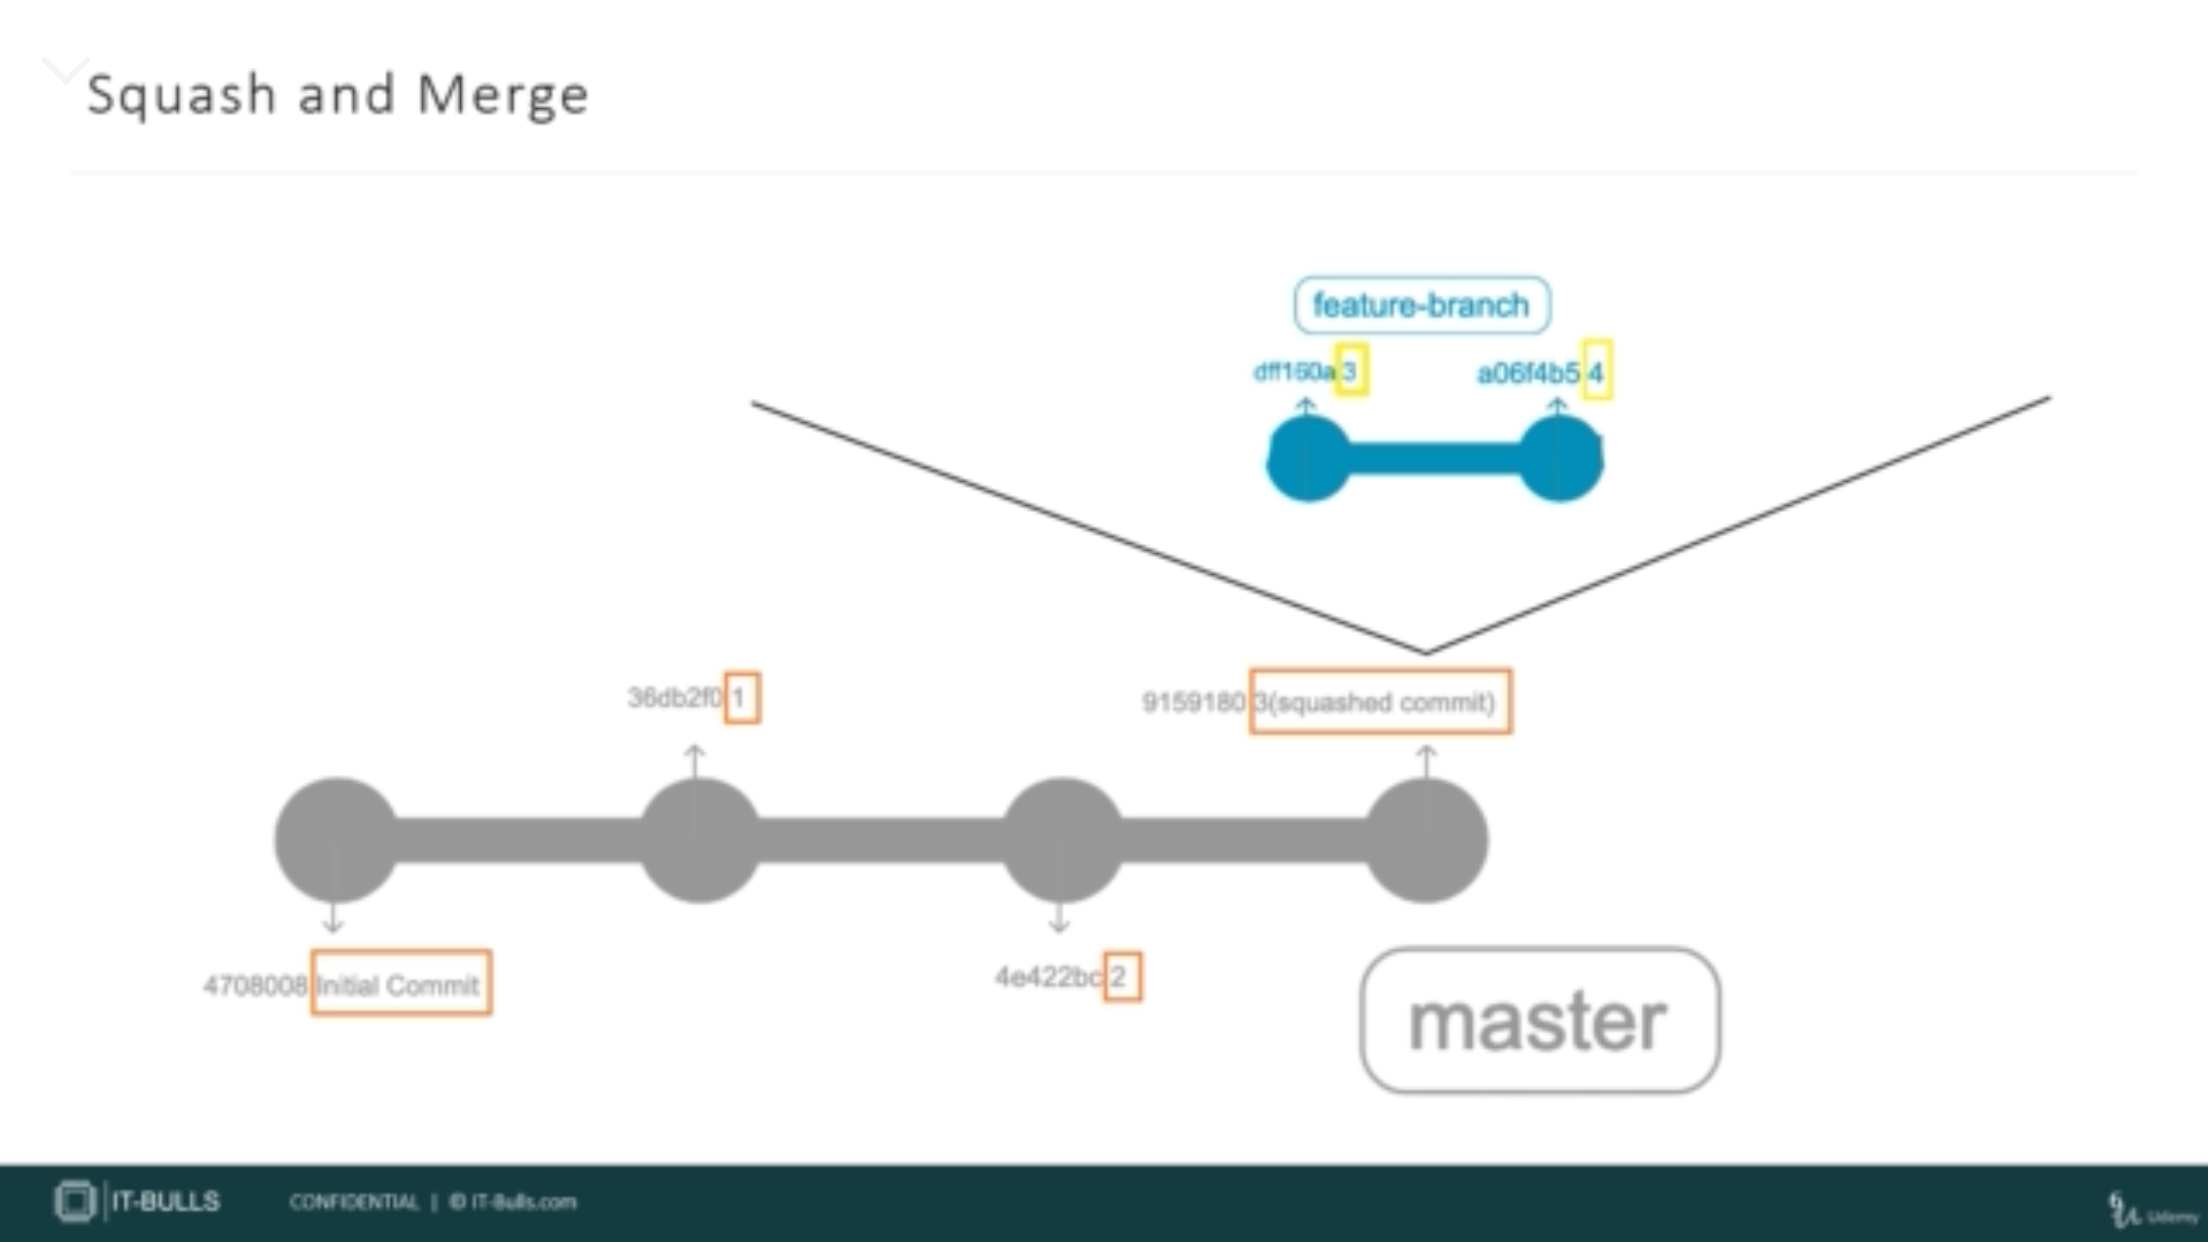 Squash and Merge
feature-branch
dff160a 3
a06f4b5 4
36db2f0 1
9159180 3(squashed commit)
4708008 Initial Commit
4e422bc 2
master
IT-BULLS
CONFIDENTIAL | © IT-Bulls.com
Udemy